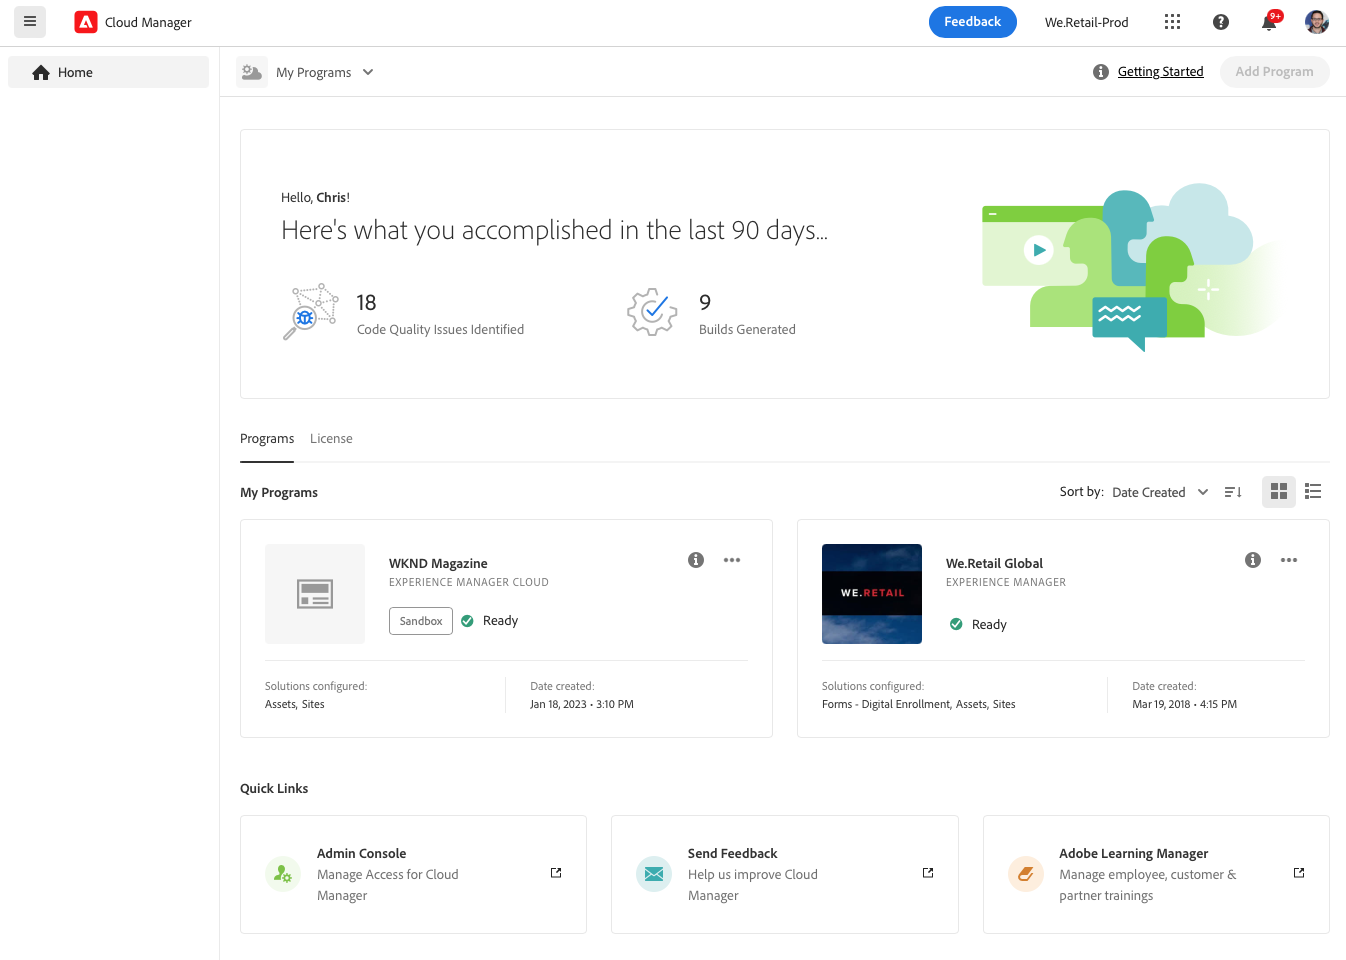 Cloud Manager
Feedback
We.Retail-Prod
9+
Home
My Programs
Getting Started
Add Program
Hello, Chris!
Here's what you accomplished in the last 90 days...
18
Code Quality Issues Identified
9
Builds Generated
Programs
License
My Programs
Sort by: Date Created
WKND Magazine
EXPERIENCE MANAGER CLOUD
Sandbox
Ready
Solutions configured:
Assets, Sites
Date created:
Jan 18, 2023 • 3:10 PM
WE.RETAIL
We.Retail Global
EXPERIENCE MANAGER
Ready
Solutions configured:
Forms - Digital Enrollment, Assets, Sites
Date created:
Mar 19, 2018 • 4:15 PM
Quick Links
Admin Console
Manage Access for Cloud
Manager
Send Feedback
Help us improve Cloud
Manager
Adobe Learning Manager
Manage employee, customer &
partner trainings